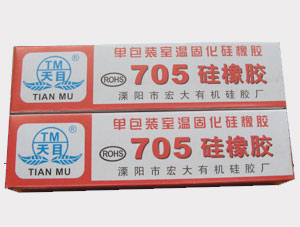 TM
天目
®
TIAN MU
单包装室温固化硅橡胶
ROHS 705 硅橡胶
溧阳市宏大有机硅胶厂
TM
天目
®
TIAN MU
单包装室温固化硅橡胶
ROHS 705 硅橡胶
溧阳市宏大有机硅胶厂